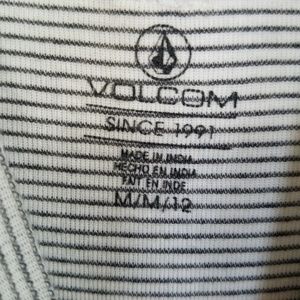 VOLCOM
SINCE 1991
MADE IN INDIA
HECHO EN INDIA
FAIT EN INDE
M/M/12